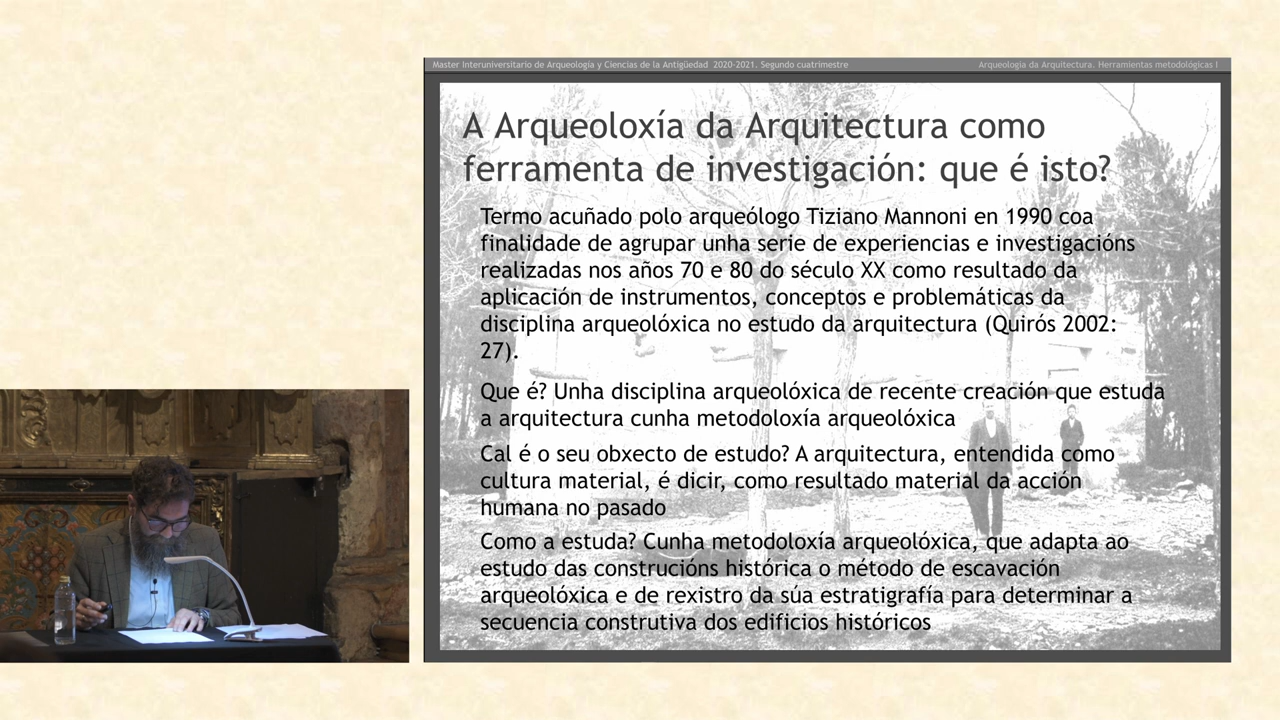 Master Interuniversitario de Arqueología y Ciencias de la Antigüedad 2020-2021. Segundo cuatrimestre
Arqueología da Arquitectura. Herramientas metodológicas I
A Arqueoloxía da Arquitectura como
ferramenta de investigación: que é isto?
Termo acuñado polo arqueólogo Tiziano Mannoni en 1990 coa
finalidade de agrupar unha serie de experiencias e investigacións
realizadas nos años 70 e 80 do século XX como resultado da
aplicación de instrumentos, conceptos e problemáticas da
disciplina arqueolóxica no estudo da arquitectura (Quirós 2002:
27).
Que é? Unha disciplina arqueolóxica de recente creación que estuda
a arquitectura cunha metodoloxía arqueolóxica
Cal é o seu obxecto de estudo? A arquitectura, entendida como
cultura material, é dicir, como resultado material da acción
humana no pasado
Como a estuda? Cunha metodoloxía arqueolóxica, que adapta ao
estudo das construcións histórica o método de escavación
arqueolóxica e de rexistro da súa estratigrafía para determinar a
secuencia construtiva dos edificios históricos